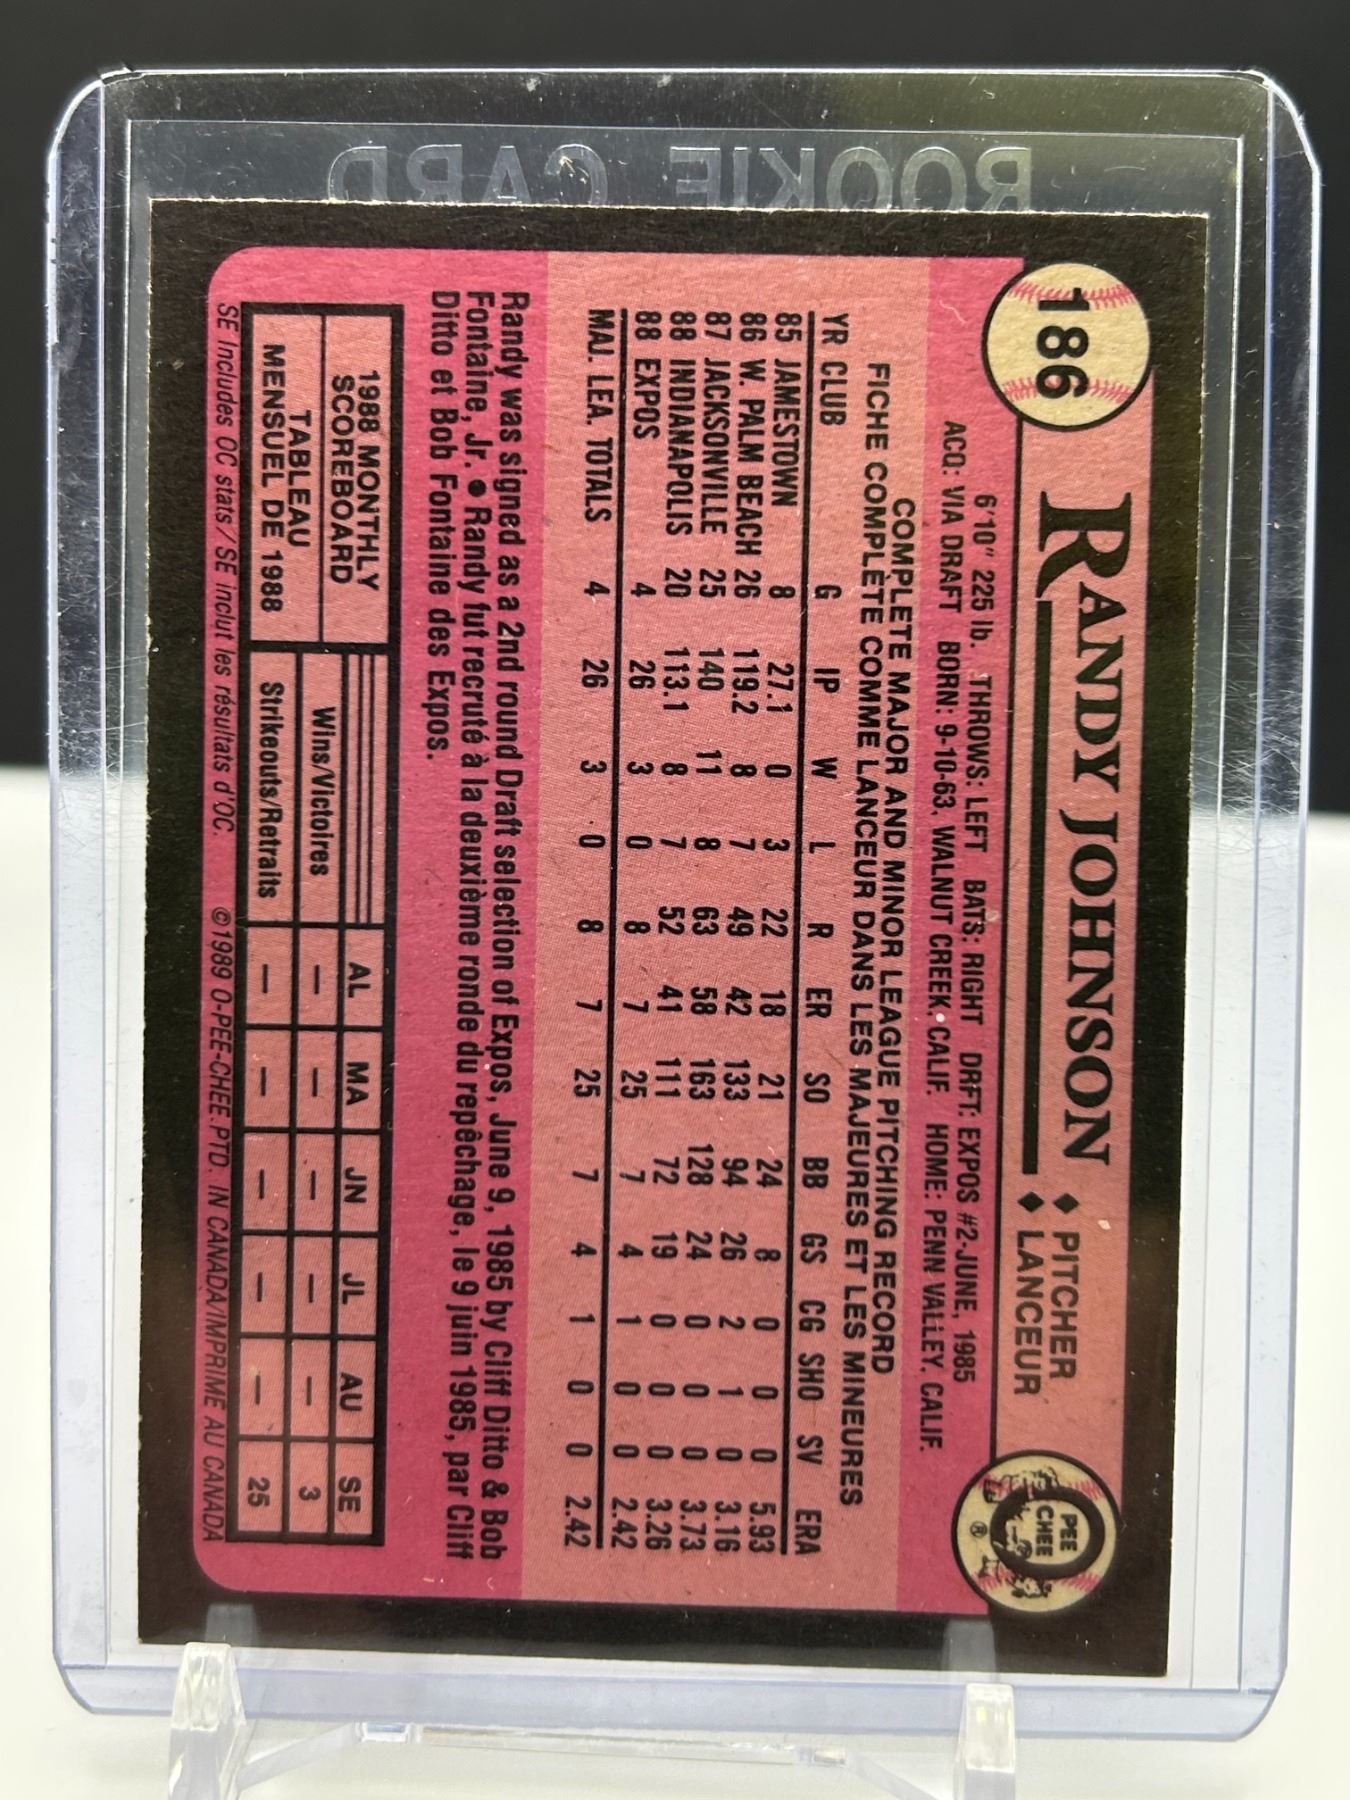 ROOKIE CARD
186
RANDY JOHNSON
♦ PITCHER
♦ LANCEUR
O
PEE
CHEE
®
6'10" 225 lb. THROWS: LEFT BATS: RIGHT DRFT: EXPOS #2-JUNE, 1985
ACQ: VIA DRAFT BORN: 9-10-63, WALNUT CREEK, CALIF. HOME: PENN VALLEY, CALIF.
COMPLETE MAJOR AND MINOR LEAGUE PITCHING RECORD
FICHE COMPLÈTE COMME LANCEUR DANS LES MAJEURES ET LES MINEURES
YR CLUB G IP W L R ER SO BB GS CG SHO SV ERA
85 JAMESTOWN 8 27.1 0 3 22 18 21 24 8 0 0 0 5.93
86 W. PALM BEACH 26 119.2 8 7 49 42 133 94 26 2 1 0 3.16
87 JACKSONVILLE 25 140 11 8 63 58 163 128 24 0 0 0 3.73
88 INDIANAPOLIS 20 113.1 8 7 52 41 111 72 19 0 0 0 3.26
88 EXPOS 4 26 3 0 8 7 25 7 4 1 0 0 2.42
MAJ. LEA. TOTALS 4 26 3 0 8 7 25 7 4 1 0 0 2.42
Randy was signed as a 2nd round Draft selection of Expos, June 9, 1985 by Cliff Ditto & Bob
Fontaine, Jr. ● Randy fut recruté à la deuxième ronde du repêchage, le 9 juin 1985, par Cliff
Ditto et Bob Fontaine des Expos.
1988 MONTHLY
SCOREBOARD
TABLEAU
MENSUEL DE 1988
AL MA JN JL AU SE
Wins/Victoires – – – – – 3
Strikeouts/Retraits – – – – – 25
SE Includes OC stats / SE inclut les résultats d'OC. ©1989 O-PEE-CHEE. PTD. IN CANADA/IMPRIMÉ AU CANADA